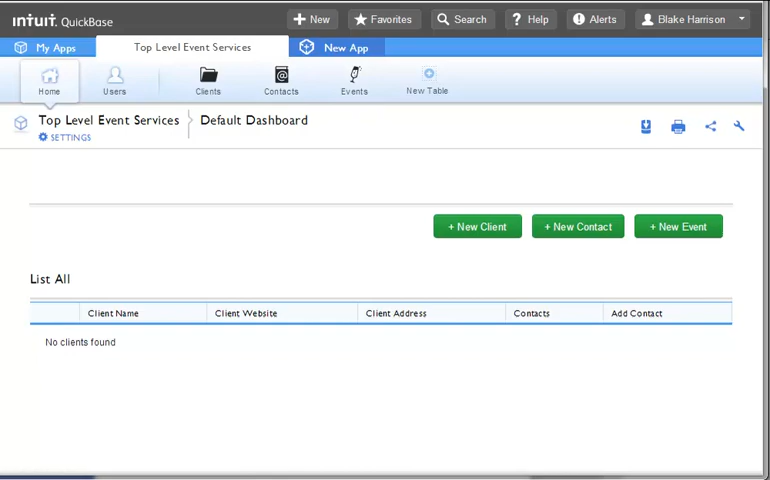 intuit QuickBase + New Favorites Search ? Help Alerts Blake Harrison
My Apps Top Level Event Services New App
Home Users Clients Contacts Events New Table
Top Level Event Services Default Dashboard
SETTINGS
+ New Client + New Contact + New Event
List All
Client Name Client Website Client Address Contacts Add Contact
No clients found